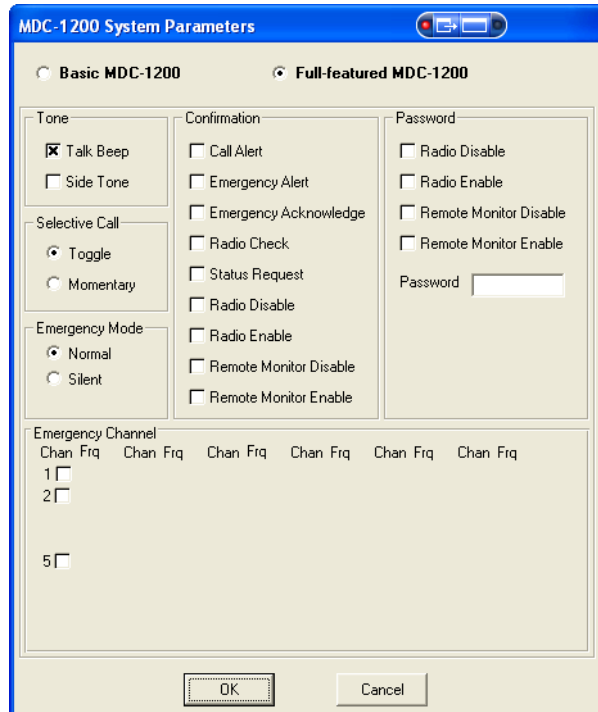 MDC-1200 System Parameters
Basic MDC-1200
Full-featured MDC-1200
Tone
Talk Beep
Side Tone
Selective Call
Toggle
Momentary
Emergency Mode
Normal
Silent
Confirmation
Call Alert
Emergency Alert
Emergency Acknowledge
Radio Check
Status Request
Radio Disable
Radio Enable
Remote Monitor Disable
Remote Monitor Enable
Password
Radio Disable
Radio Enable
Remote Monitor Disable
Remote Monitor Enable
Password
Emergency Channel
Chan Frq Chan Frq Chan Frq Chan Frq Chan Frq Chan Frq
1
2
5
OK
Cancel